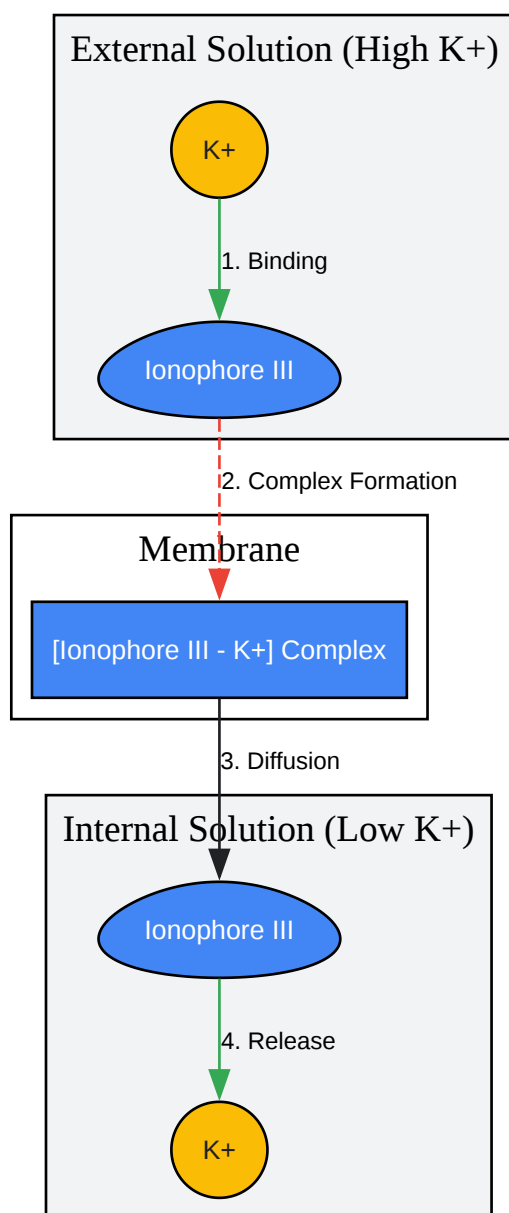 External Solution (High K+)
K+
1. Binding
Ionophore III
2. Complex Formation
Membrane
[Ionophore III - K+] Complex
3. Diffusion
Internal Solution (Low K+)
Ionophore III
4. Release
K+